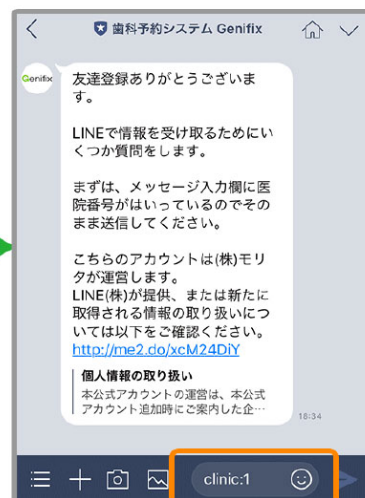 歯科予約システム Genifix
Genifix
友達登録ありがとうございま
す。
LINEで情報を受け取るためにい
くつか質問をします。
まずは、メッセージ入力欄に医
院番号がはいっているのでその
まま送信してください。
こちらのアカウントは(株)モリ
タが運営します。
LINE(株)が提供、または新たに
取得される情報の取り扱いにつ
いては以下をご確認ください。
http://me2.do/xcM24DiY
個人情報の取り扱い
本公式アカウントの運営は、本公式
アカウント追加時にご案内した企…
18:34
clinic:1